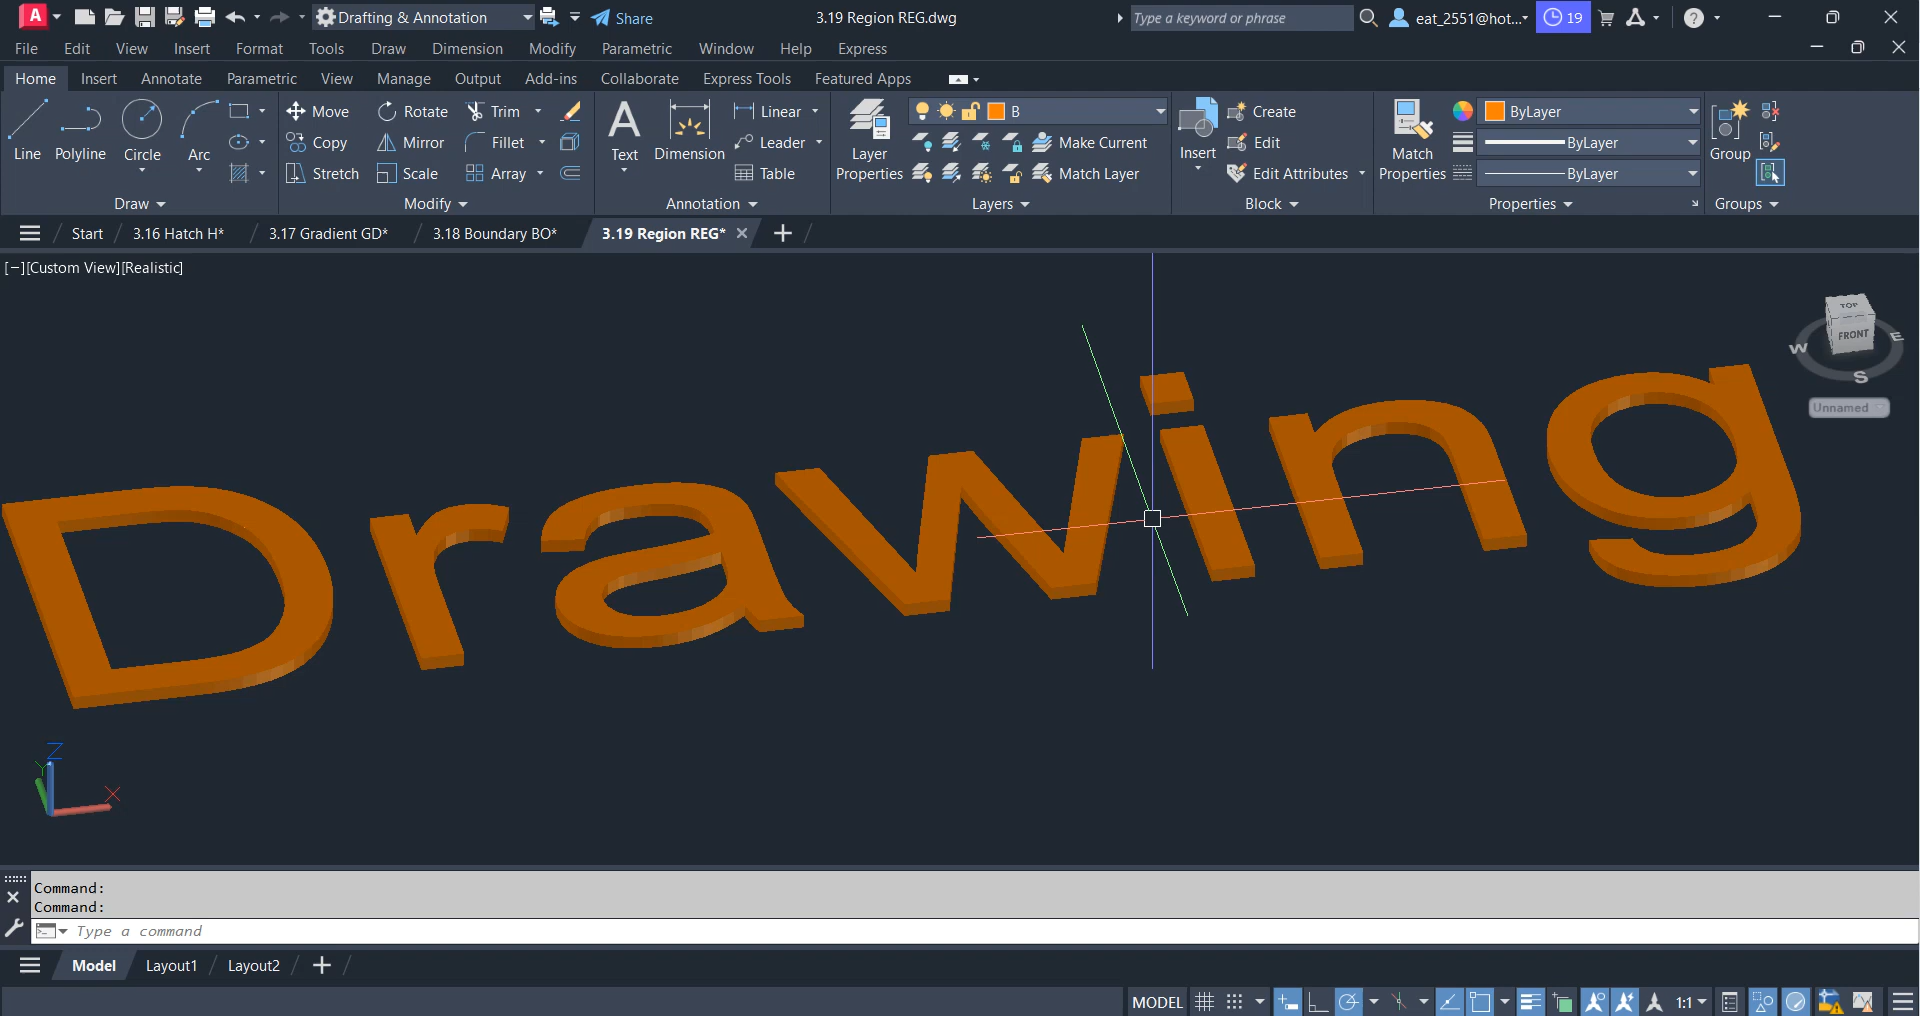 A Drafting & Annotation Share 3.19 Region REG.dwg Type a keyword or phrase eat_2551@hot... 19 ?
File Edit View Insert Format Tools Draw Dimension Modify Parametric Window Help Express
Home Insert Annotate Parametric View Manage Output Add-ins Collaborate Express Tools Featured Apps
Line Polyline Circle Arc
Move Rotate Trim
Copy Mirror Fillet
Stretch Scale Array
A Text Dimension
Linear
Leader
Table
Layer Properties
B
Make Current
Match Layer
Insert
Create
Edit
Edit Attributes
Match Properties
ByLayer
ByLayer
ByLayer
Group
Draw Modify Annotation Layers Block Properties Groups
Start 3.16 Hatch H* 3.17 Gradient GD* 3.18 Boundary BO* 3.19 Region REG*
[−][Custom View][Realistic]
TOP
FRONT
W E
S
Unnamed
Drawing
Z
Y X
Command:
Command:
Type a command
Model Layout1 Layout2
MODEL 1:1